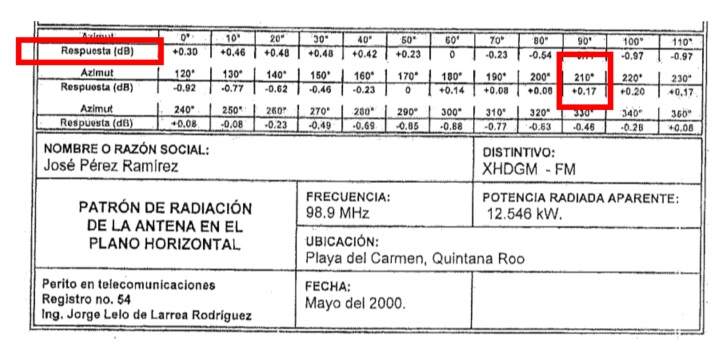 Azimut 0° 10° 20° 30° 40° 50° 60° 70° 80° 90° 100° 110°
Respuesta (dB) +0.30 +0.46 +0.48 +0.48 +0.42 +0.23 0 -0.23 -0.54 -0.97 -0.97
Azimut 120° 130° 140° 150° 160° 170° 180° 190° 200° 210° 220° 230°
Respuesta (dB) -0.92 -0.77 -0.62 -0.46 -0.23 0 +0.14 +0.08 +0.08 +0.17 +0.20 +0.17
Azimut 240° 250° 260° 270° 280° 290° 300° 310° 320° 330° 340° 350°
Respuesta (dB) +0.08 -0.08 -0.23 -0.49 -0.69 -0.85 -0.88 -0.77 -0.63 -0.46 -0.28 +0.08
NOMBRE O RAZÓN SOCIAL:
José Pérez Ramírez
DISTINTIVO:
XHDGM - FM
PATRÓN DE RADIACIÓN
DE LA ANTENA EN EL
PLANO HORIZONTAL
FRECUENCIA:
98.9 MHz
POTENCIA RADIADA APARENTE:
12.546 kW.
UBICACIÓN:
Playa del Carmen, Quintana Roo
Perito en telecomunicaciones
Registro no. 54
Ing. Jorge Lelo de Larrea Rodríguez
FECHA:
Mayo del 2000.